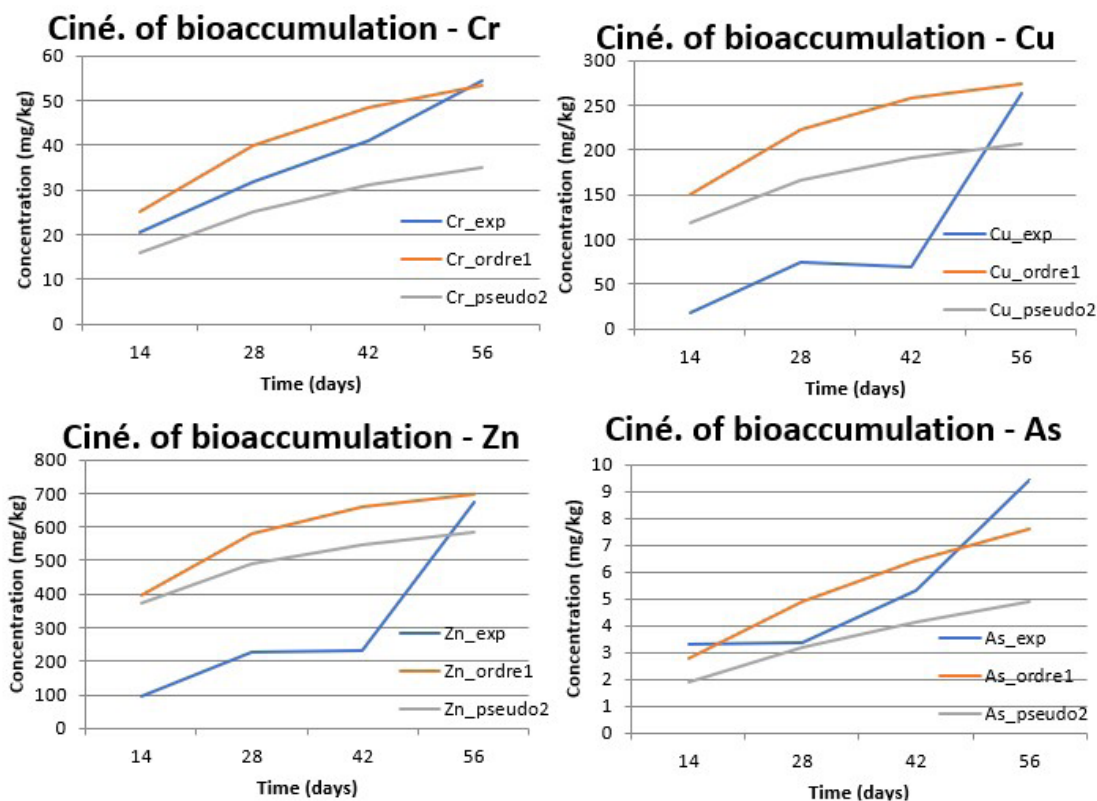 Ciné. of bioaccumulation - Cr
Concentration (mg/kg)
60
50
40
30
20
10
0
Cr_exp
Cr_ordre1
Cr_pseudo2
14 28 42 56
Time (days)
Ciné. of bioaccumulation - Cu
Concentration (mg/kg)
300
250
200
150
100
50
0
Cu_exp
Cu_ordre1
Cu_pseudo2
14 28 42 56
Time (days)
Ciné. of bioaccumulation - Zn
Concentration (mg/kg)
800
700
600
500
400
300
200
100
0
Zn_exp
Zn_ordre1
Zn_pseudo2
14 28 42 56
Time (days)
Ciné. of bioaccumulation - As
Concentration (mg/kg)
10
9
8
7
6
5
4
3
2
1
0
As_exp
As_ordre1
As_pseudo2
14 28 42 56
Time (days)